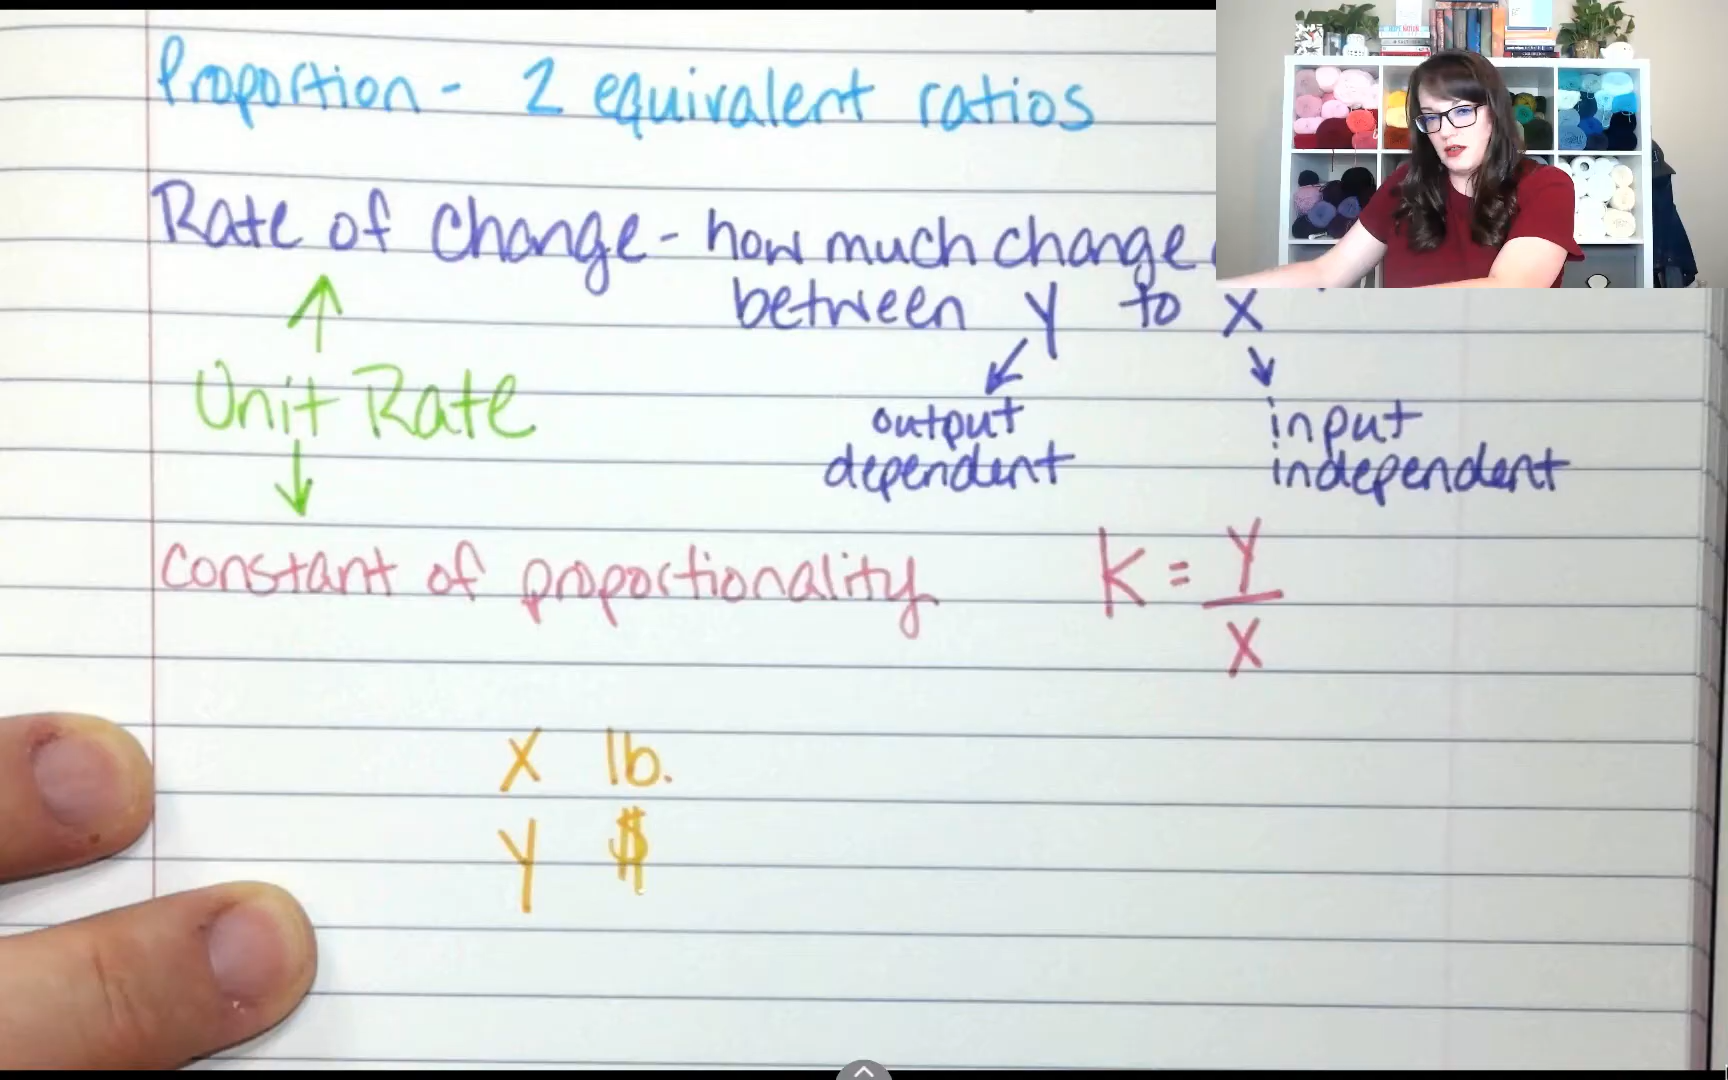 Proportion - 2 equivalent ratios
Rate of change - how much change
between y to x
Unit Rate
output
dependent
input
independent
constant of proportionality
K = Y
X
X lb.
y $